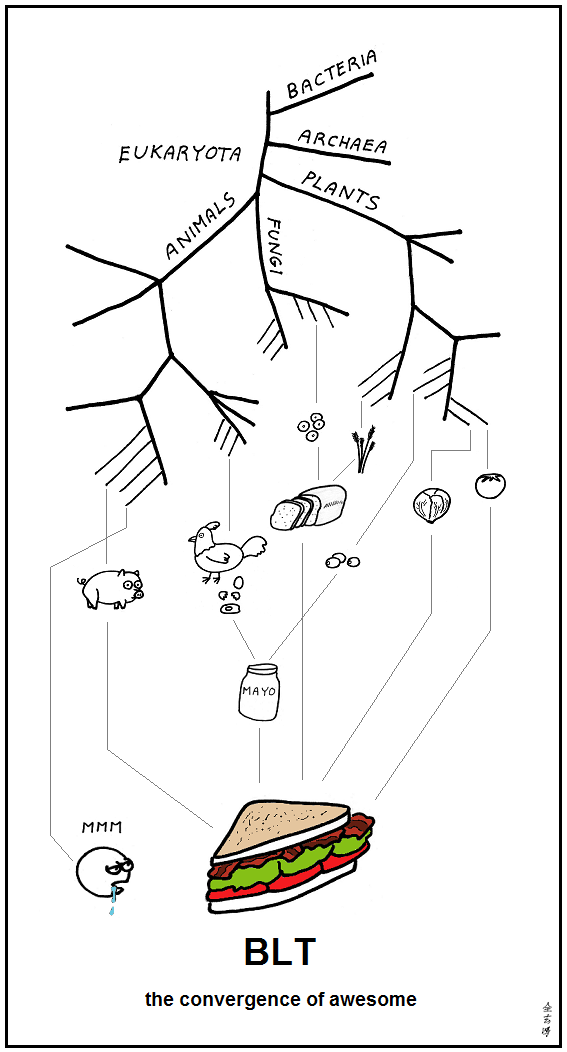 BACTERIA
EUKARYOTA
ARCHAEA
PLANTS
ANIMALS
FUNGI
MAYO
MMM
BLT
the convergence of awesome